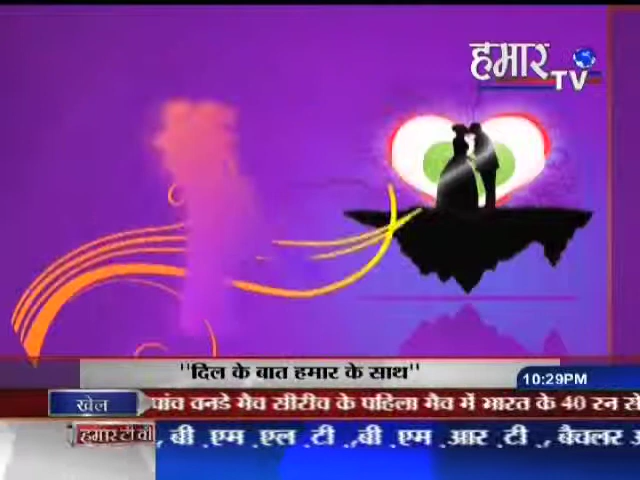 हमार
TV
"दिल के बात हमार के साथ"
10:29PM
खेल
पांच वनडे मैच सीरीज के पहिला मैच में भारत के 40 रन से
हमार टी वी
, बी .एम .एल .टी .,बी .एम .आर .टी ., बैचलर